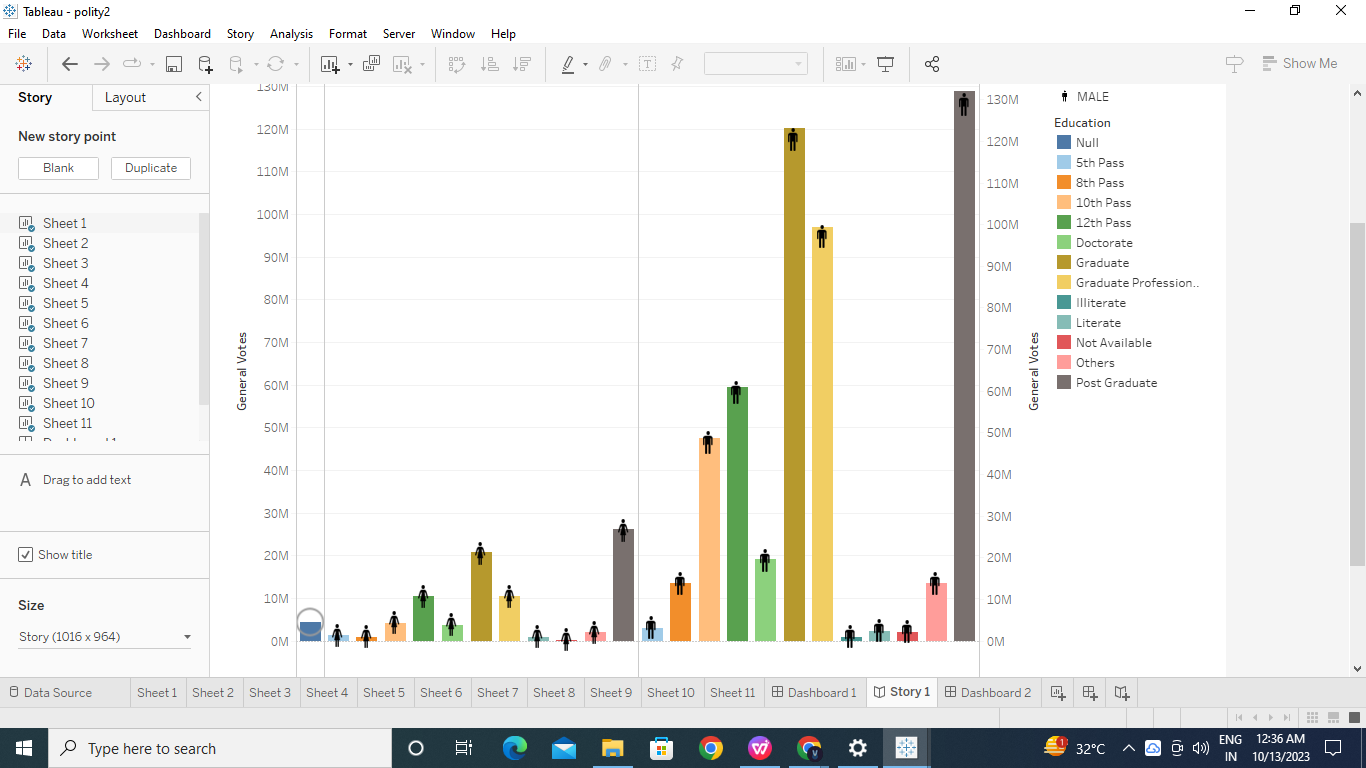 Tableau - polity2
File Data Worksheet Dashboard Story Analysis Format Server Window Help
Show Me
Story Layout
New story point
Blank Duplicate
Sheet 1
Sheet 2
Sheet 3
Sheet 4
Sheet 5
Sheet 6
Sheet 7
Sheet 8
Sheet 9
Sheet 10
Sheet 11
A Drag to add text
Show title
Size
Story (1016 x 964)
General Votes
130M
120M
110M
100M
90M
80M
70M
60M
50M
40M
30M
20M
10M
0M
130M
120M
110M
100M
90M
80M
70M
60M
50M
40M
30M
20M
10M
0M
General Votes
MALE
Education
Null
5th Pass
8th Pass
10th Pass
12th Pass
Doctorate
Graduate
Graduate Profession..
Illiterate
Literate
Not Available
Others
Post Graduate
Data Source Sheet 1 Sheet 2 Sheet 3 Sheet 4 Sheet 5 Sheet 6 Sheet 7 Sheet 8 Sheet 9 Sheet 10 Sheet 11 Dashboard 1 Story 1 Dashboard 2
Type here to search
1 32°C
ENG
IN
12:36 AM
10/13/2023